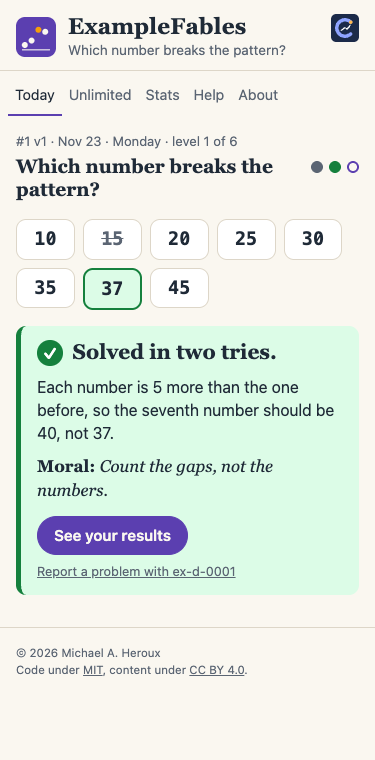 ExampleFables
Which number breaks the pattern?
Today Unlimited Stats Help About
#1 v1 · Nov 23 · Monday · level 1 of 6
Which number breaks the
pattern?
10 15 20 25 30
35 37 45
Solved in two tries.
Each number is 5 more than the one
before, so the seventh number should be
40, not 37.
Moral: Count the gaps, not the
numbers.
See your results
Report a problem with ex-d-0001
© 2026 Michael A. Heroux
Code under MIT, content under CC BY 4.0.